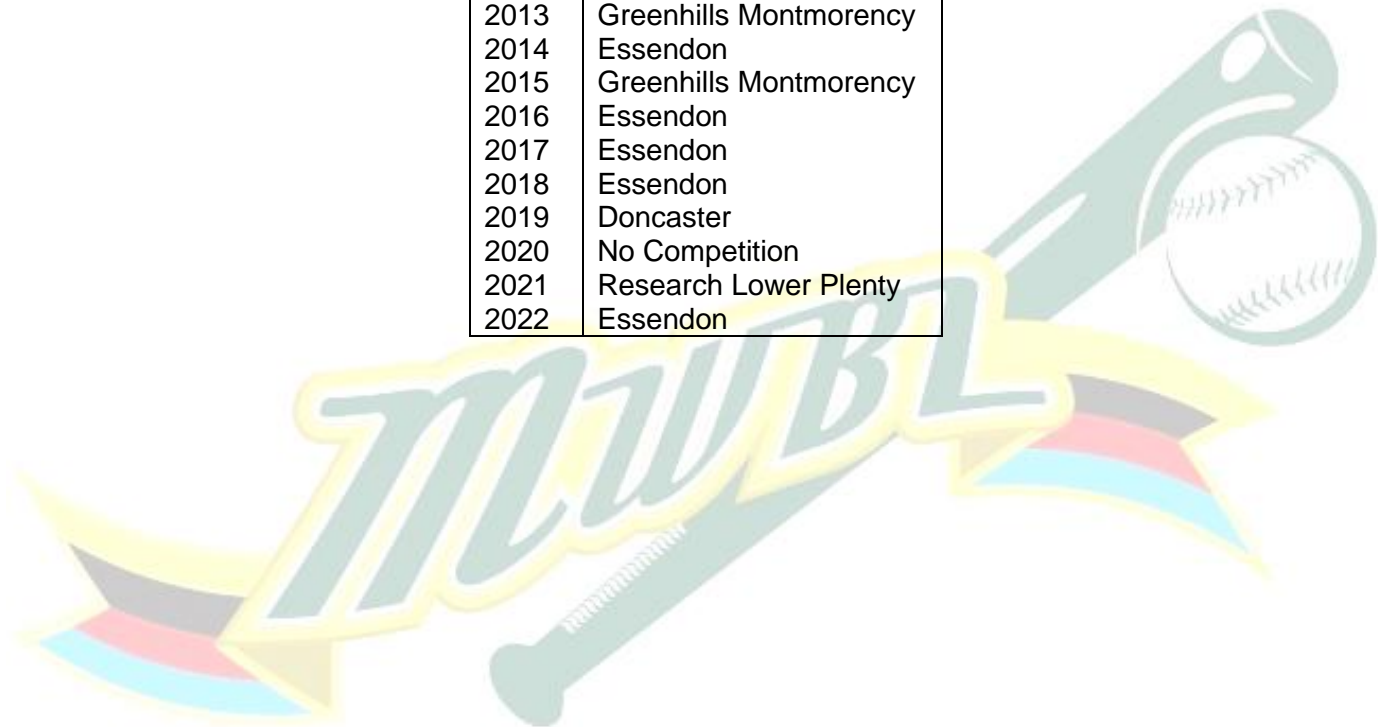 2013 Greenhills Montmorency
2014 Essendon
2015 Greenhills Montmorency
2016 Essendon
2017 Essendon
2018 Essendon
2019 Doncaster
2020 No Competition
2021 Research Lower Plenty
2022 Essendon
MWBL